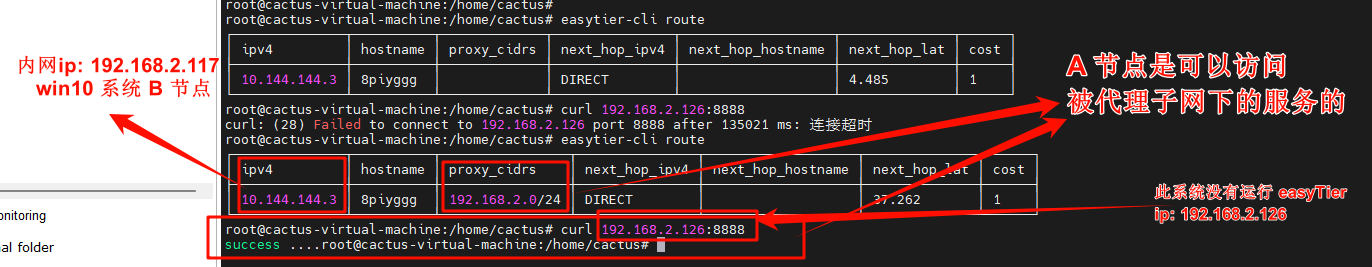 root@cactus-virtual-machine:/home/cactus#
root@cactus-virtual-machine:/home/cactus# easytier-cli route
ipv4 hostname proxy_cidrs next_hop_ipv4 next_hop_hostname next_hop_lat cost
10.144.144.3 8piyggg DIRECT 4.485 1
root@cactus-virtual-machine:/home/cactus# curl 192.168.2.126:8888
curl: (28) Failed to connect to 192.168.2.126 port 8888 after 135021 ms: 连接超时
root@cactus-virtual-machine:/home/cactus# easytier-cli route
ipv4 hostname proxy_cidrs next_hop_ipv4 next_hop_hostname next_hop_lat cost
10.144.144.3 8piyggg 192.168.2.0/24 DIRECT 37.262 1
root@cactus-virtual-machine:/home/cactus# curl 192.168.2.126:8888
success ....root@cactus-virtual-machine:/home/cactus#
内网ip: 192.168.2.117
win10 系统 B 节点
onitoring
al folder
A 节点是可以访问
被代理子网下的服务的
此系统没有运行 easyTier
ip: 192.168.2.126